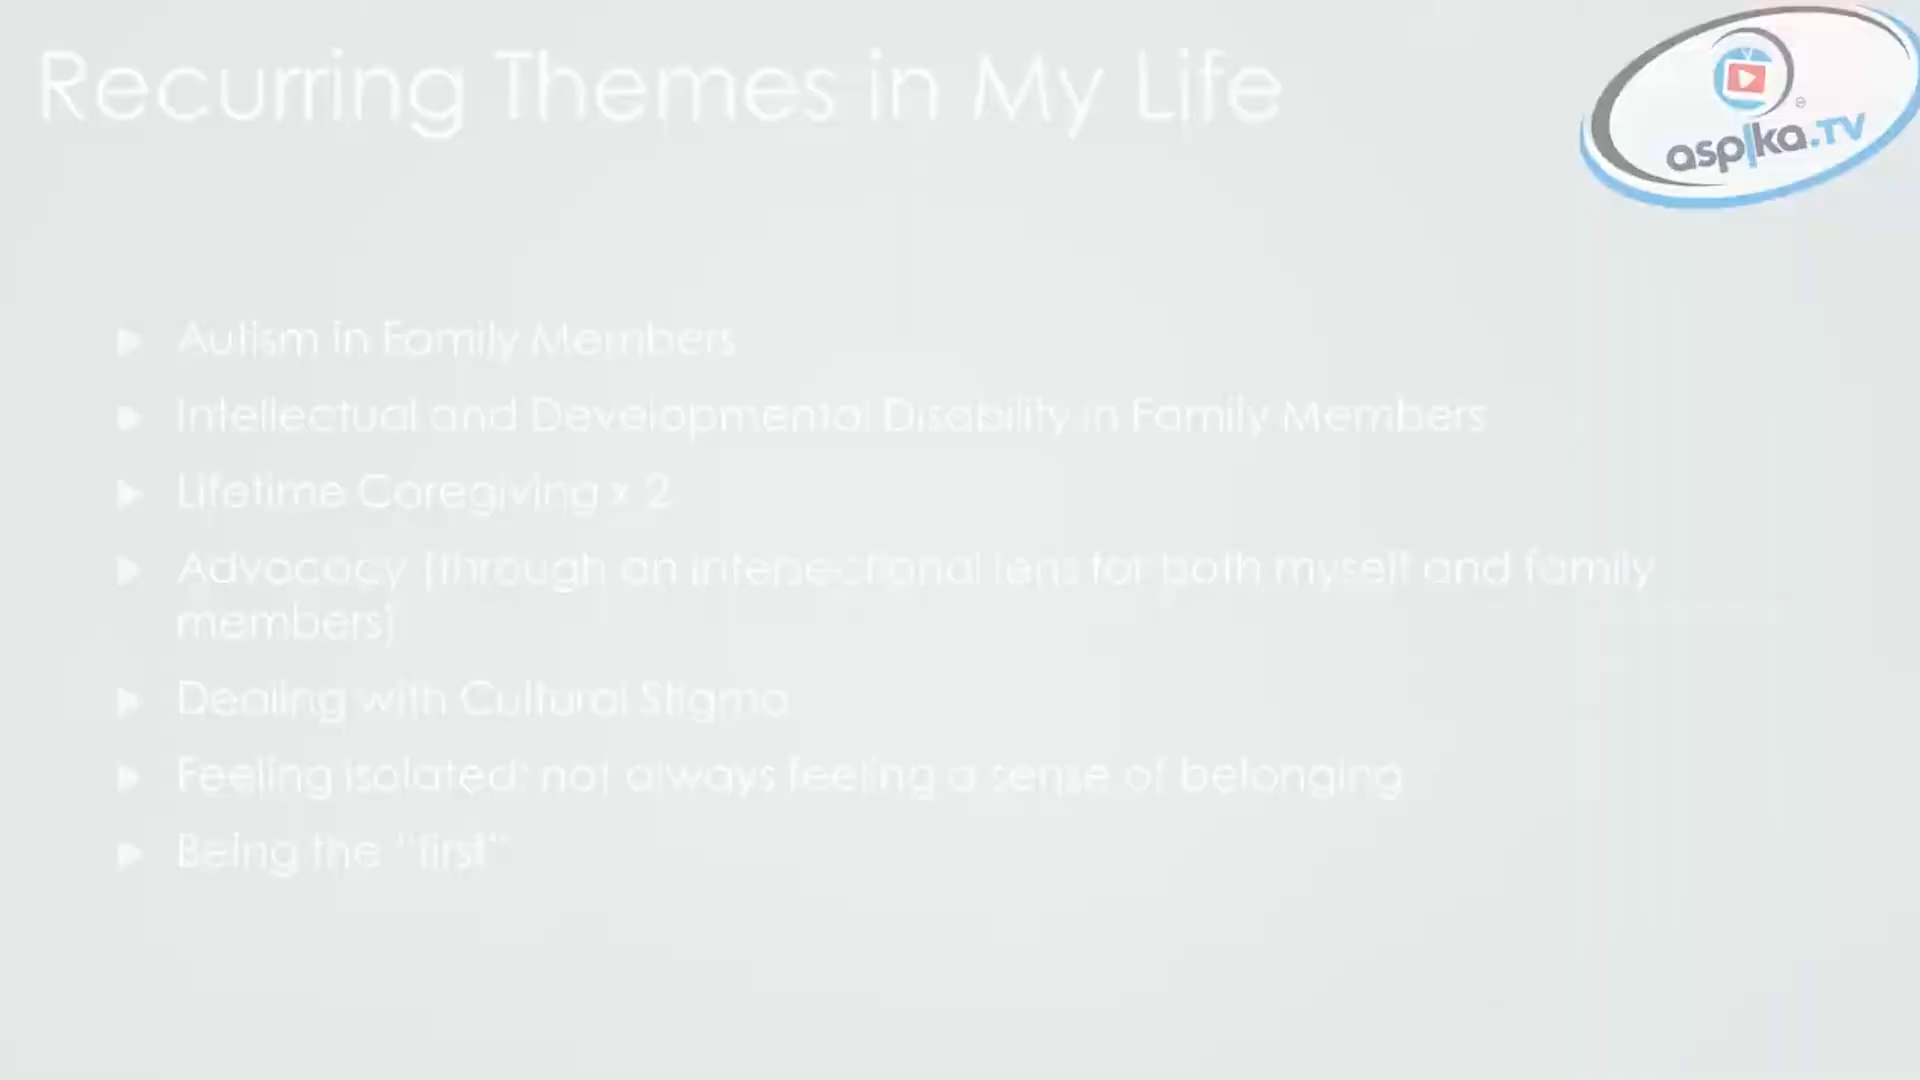 Recurring Themes in My Life
aspıka.TV
Autism in Family Members
Intellectual and Developmental Disability in Family Members
Lifetime Caregiving x 2
Advocacy (through an intersectional lens for both myself and family
members)
Dealing with Cultural Stigma
Feeling isolated; not always feeling a sense of belonging
Being the "first"